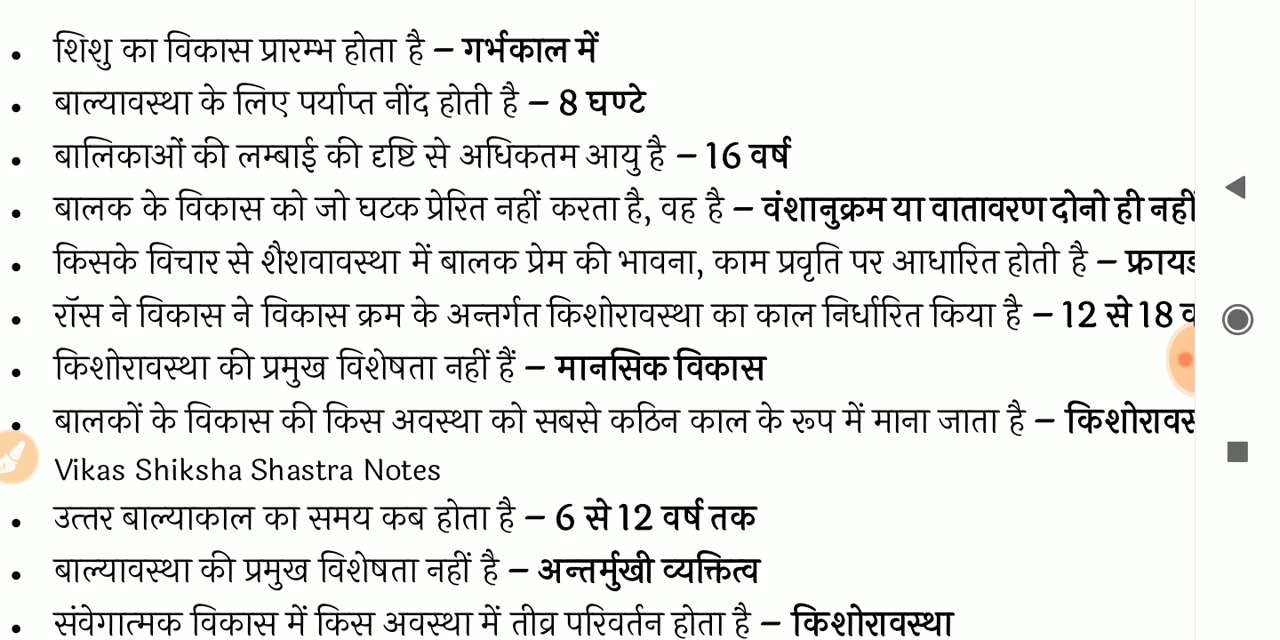 • शिशु का विकास प्रारम्भ होता है – गर्भकाल में
• बाल्यावस्था के लिए पर्याप्त नींद होती है – 8 घण्टे
• बालिकाओं की लम्बाई की दृष्टि से अधिकतम आयु है – 16 वर्ष
• बालक के विकास को जो घटक प्रेरित नहीं करता है, वह है – वंशानुक्रम या वातावरण दोनो ही नहीं
• किसके विचार से शैशवावस्था में बालक प्रेम की भावना, काम प्रवृति पर आधारित होती है –
• रॉस ने विकास ने विकास क्रम के अन्तर्गत किशोरावस्था का काल निर्धारित किया है – 12 से 18
• किशोरावस्था की प्रमुख विशेषता नहीं हैं – मानसिक विकास
• बालकों के विकास की किस अवस्था को सबसे कठिन काल के रूप में माना जाता है –
Vikas Shiksha Shastra Notes
• उत्तर बाल्याकाल का समय कब होता है – 6 से 12 वर्ष तक
• बाल्यावस्था की प्रमुख विशेषता नहीं है – अन्तर्मुखी व्यक्तित्व
• संवेगात्मक विकास में किस अवस्था में तीव्र परिवर्तन होता है – किशोरावस्था